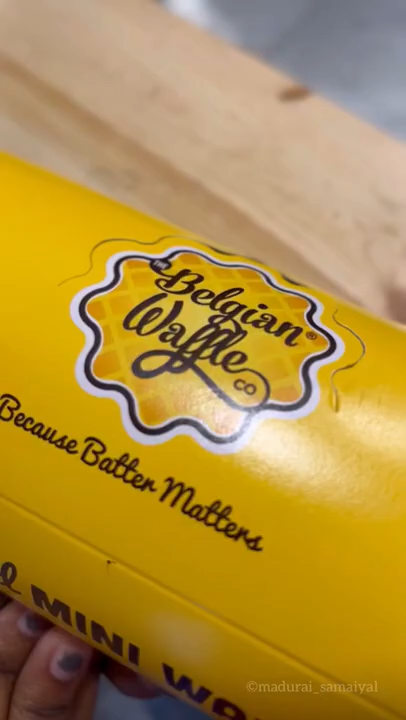 THE
Belgian®
Waffle
CO
Because Batter Matters
MINI
©madurai_samaiyal